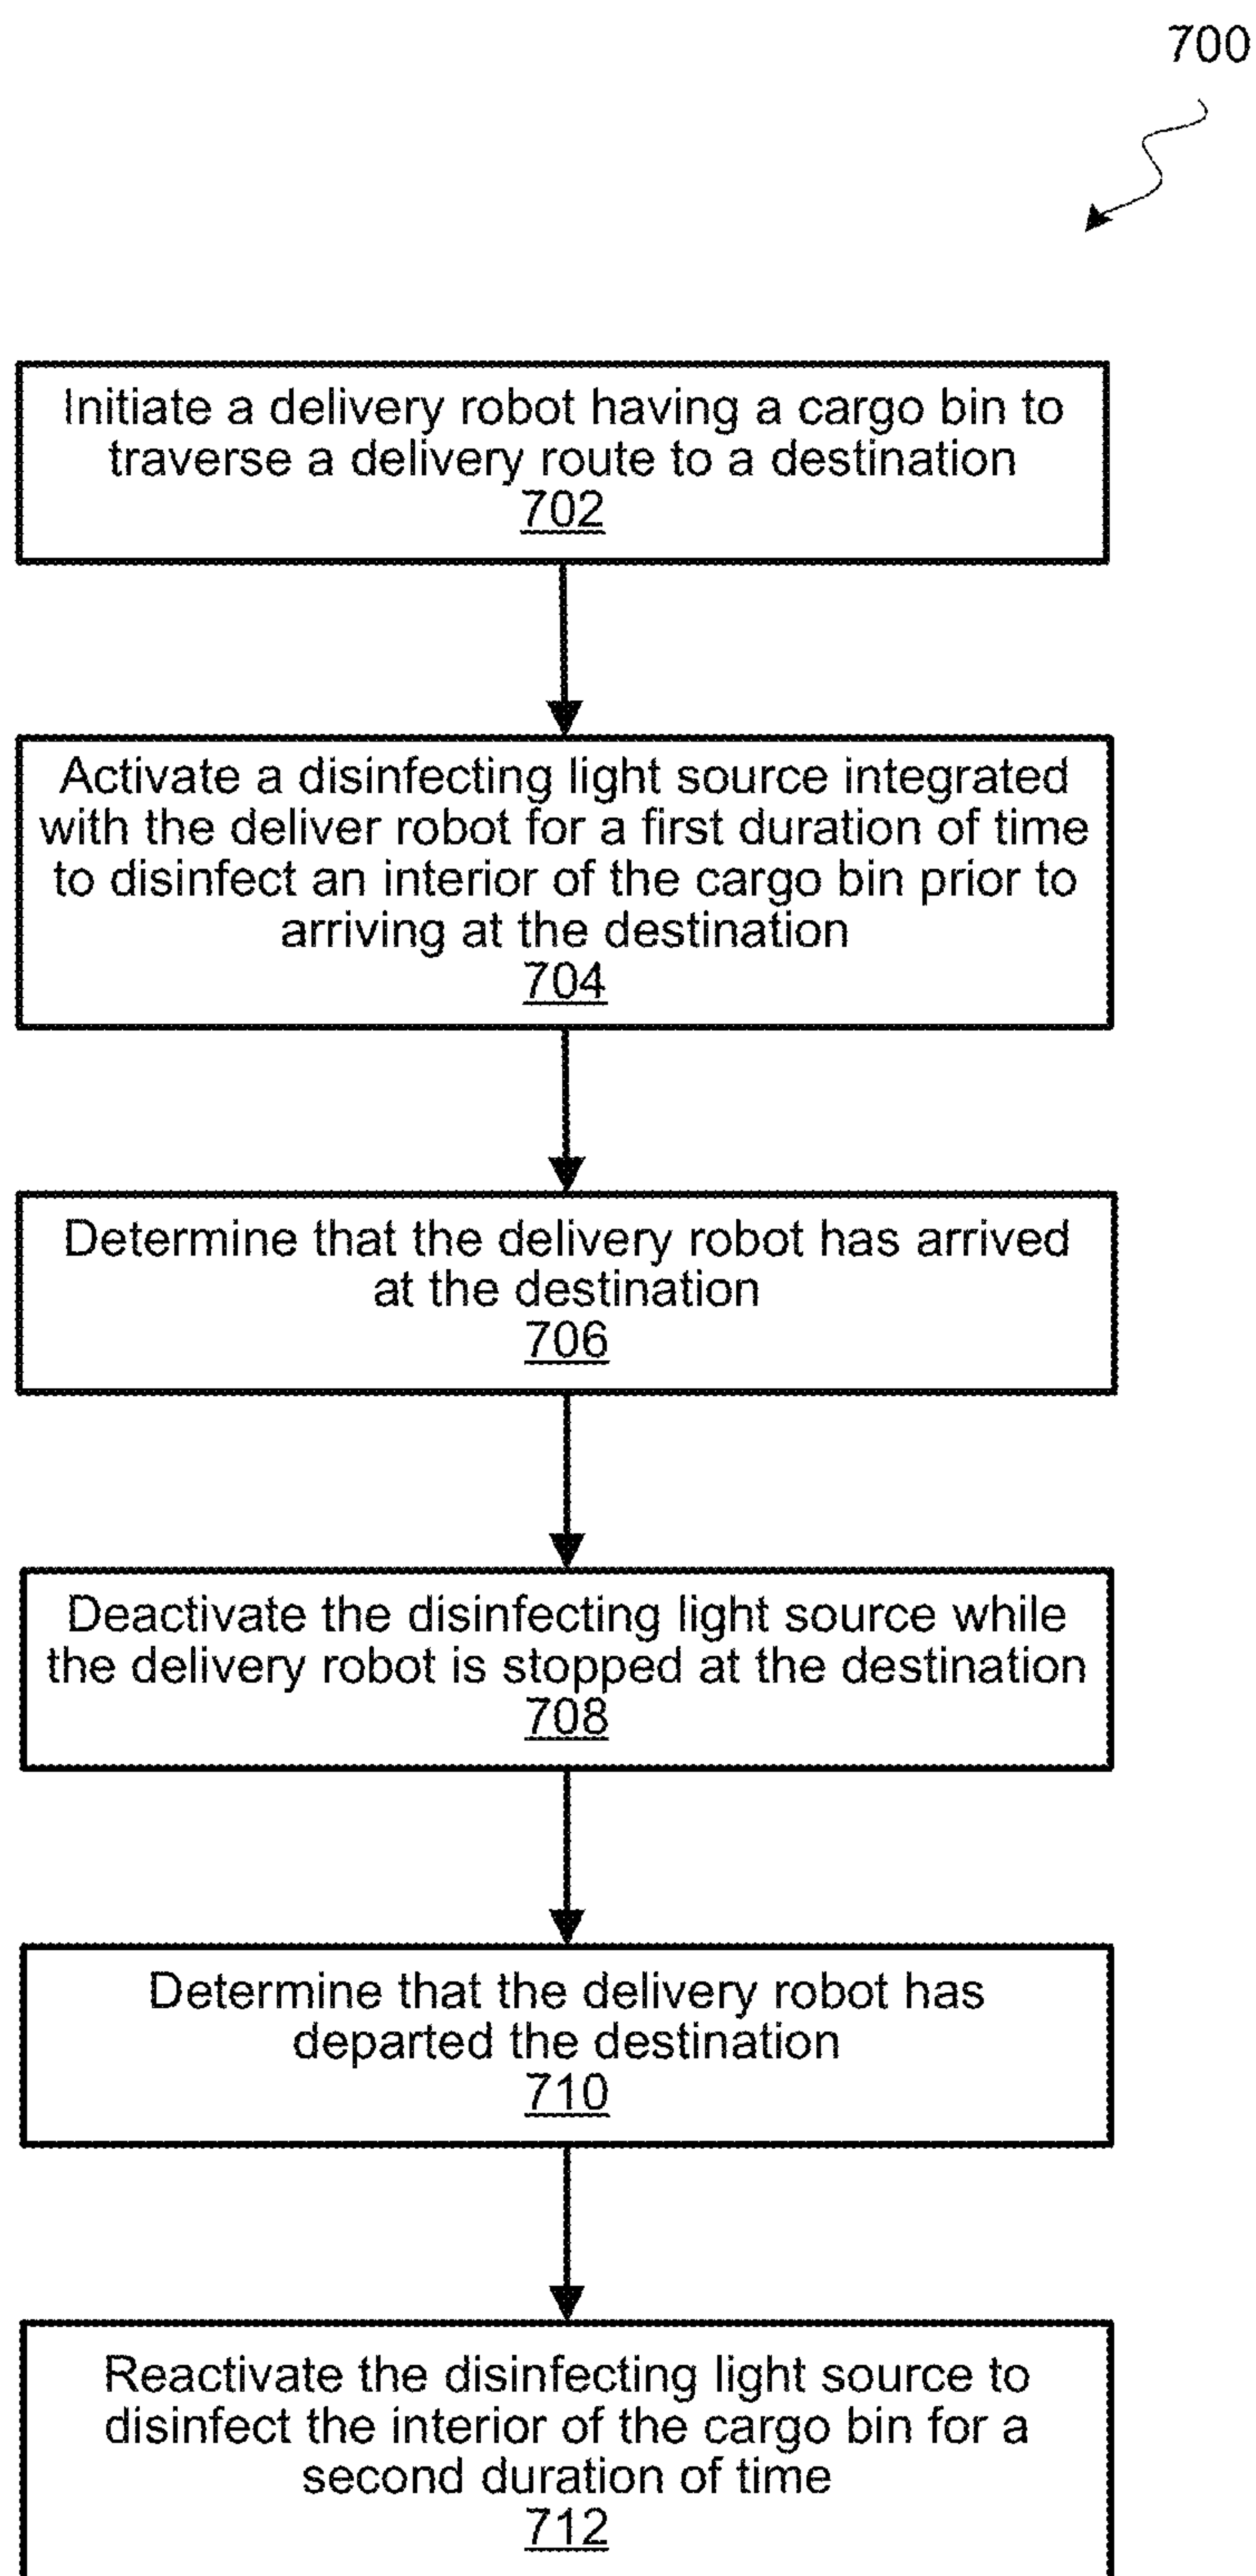 700
Initiate a delivery robot having a cargo bin to
traverse a delivery route to a destination
702
Activate a disinfecting light source integrated
with the deliver robot for a first duration of time
to disinfect an interior of the cargo bin prior to
arriving at the destination
704
Determine that the delivery robot has arrived
at the destination
706
Deactivate the disinfecting light source while
the delivery robot is stopped at the destination
708
Determine that the delivery robot has
departed the destination
710
Reactivate the disinfecting light source to
disinfect the interior of the cargo bin for a
second duration of time
712